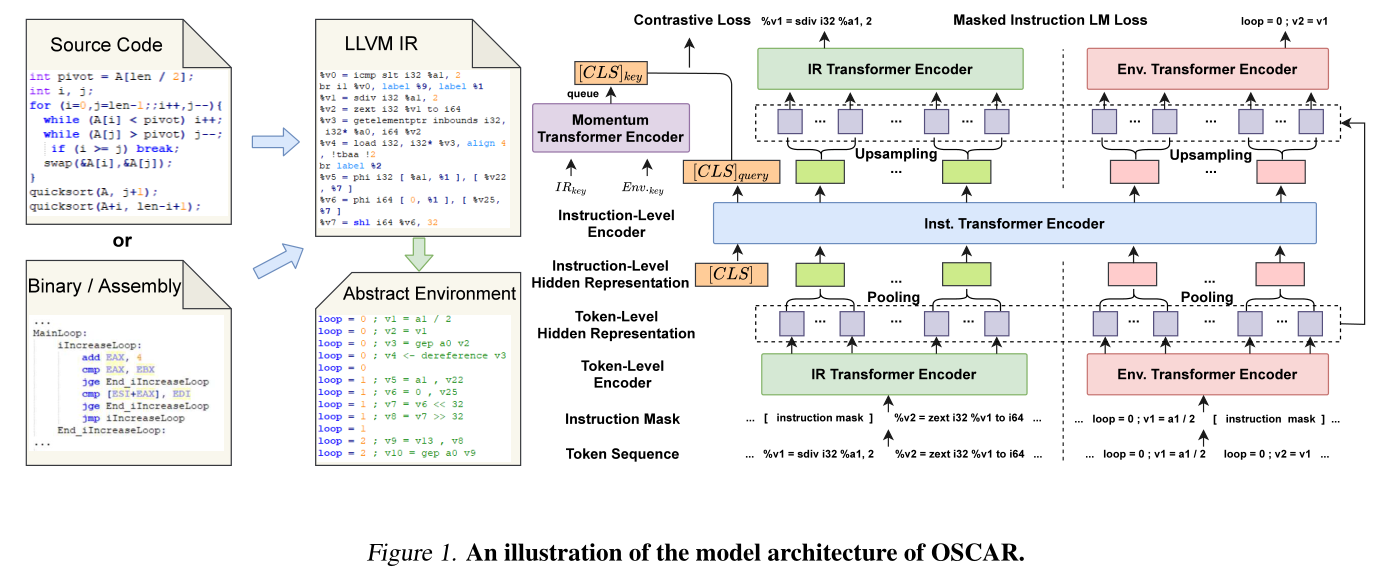 Source Code
int pivot = A[len / 2];
int i, j;
for (i=0,j=len-1;;i++,j--){
while (A[i] < pivot) i++;
while (A[j] > pivot) j--;
if (i >= j) break;
swap(&A[i],&A[j]);
}
quicksort(A, j+1);
quicksort(A+i, len-i+1);
or
Binary / Assembly
...
MainLoop:
iIncreaseLoop:
add EAX, 4
cmp EAX, EBX
jge End_iIncreaseLoop
cmp [ESI+EAX], EDI
jge End_iIncreaseLoop
jmp iIncreaseLoop
End_iIncreaseLoop:
...
LLVM IR
%v0 = icmp slt i32 %a1, 2
br i1 %v0, label %9, label %1
%v1 = sdiv i32 %a1, 2
%v2 = zext i32 %v1 to i64
%v3 = getelementptr inbounds i32,
i32* %a0, i64 %v2
%v4 = load i32, i32* %v3, align 4
, !tbaa !2
br label %2
%v5 = phi i32 [ %a1, %1 ], [ %v22
, %7 ]
%v6 = phi i64 [ 0, %1 ], [ %v25,
%7 ]
%v7 = shl i64 %v6, 32
Abstract Environment
loop = 0 ; v1 = a1 / 2
loop = 0 ; v2 = v1
loop = 0 ; v3 = gep a0 v2
loop = 0 ; v4 <- dereference v3
loop = 0
loop = 1 ; v5 = a1 , v22
loop = 1 ; v6 = 0 , v25
loop = 1 ; v7 = v6 << 32
loop = 1 ; v8 = v7 >> 32
loop = 1
loop = 2 ; v9 = v13 , v8
loop = 2 ; v10 = gep a0 v9
Contrastive Loss
%v1 = sdiv i32 %a1, 2
Masked Instruction LM Loss
loop = 0 ; v2 = v1
[CLS]key
queue
Momentum
Transformer Encoder
IRkey
Env.key
[CLS]query
IR Transformer Encoder
Env. Transformer Encoder
... ... ...
... ... ...
Upsampling
Upsampling
...
...
Instruction-Level
Encoder
Inst. Transformer Encoder
Instruction-Level
Hidden Representation
[CLS]
...
...
Pooling
Pooling
Token-Level
Hidden Representation
... ... ...
... ... ...
Token-Level
Encoder
IR Transformer Encoder
Env. Transformer Encoder
Instruction Mask
... [ instruction mask ] %v2 = zext i32 %v1 to i64 ...
... loop = 0 ; v1 = a1 / 2 [ instruction mask ] ...
Token Sequence
... %v1 = sdiv i32 %a1, 2 %v2 = zext i32 %v1 to i64 ...
... loop = 0 ; v1 = a1 / 2 loop = 0 ; v2 = v1 ...
Figure 1. An illustration of the model architecture of OSCAR.